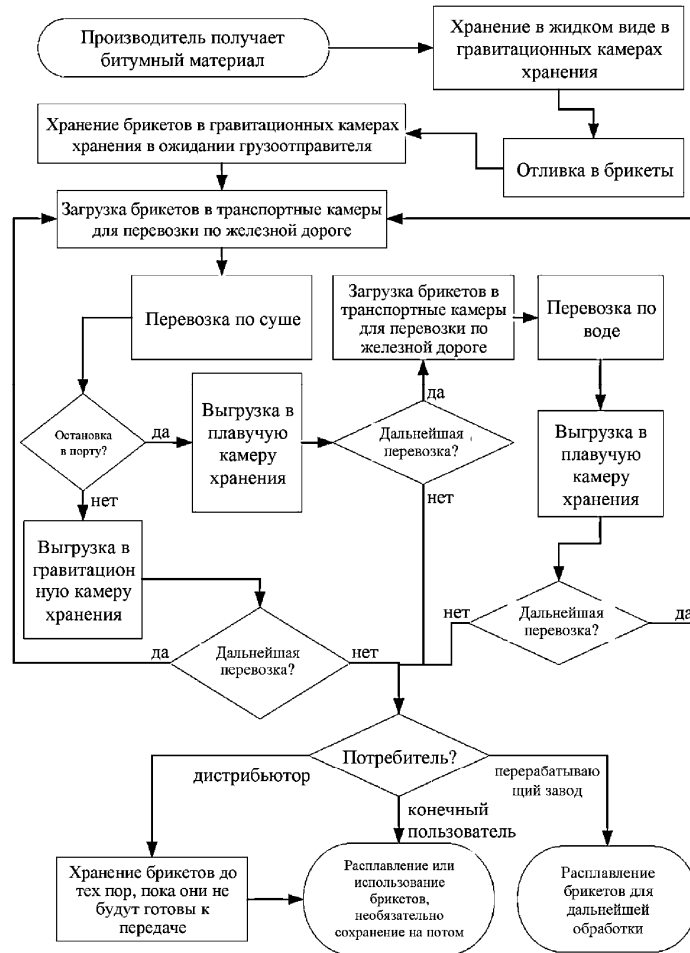 Производитель получает
битумный материал
Хранение в жидком виде в
гравитационных камерах
хранения
Хранение брикетов в гравитационных камерах
хранения в ожидании грузоотправителя
Отливка в брикеты
Загрузка брикетов в транспортные камеры
для перевозки по железной дороге
Перевозка по суше
Загрузка брикетов в
транспортные камеры
для перевозки по
железной дороге
Перевозка по
воде
да
Остановка
в порту?
да
Выгрузка в
плавучую
камеру
хранения
Дальнейшая
перевозка?
Выгрузка в
плавучую
камеру
хранения
нет
нет
Выгрузка в
гравитацион
ную камеру
хранения
Дальнейшая
перевозка?
да
нет
нет
Дальнейшая
перевозка?
да
Потребитель?
дистрибьютор
перерабатываю
щий завод
конечный
пользователь
Хранение брикетов до
тех пор, пока они не
будут готовы к
передаче
Расплавление или
использование
брикетов,
необязательно
сохранение на потом
Расплавление
брикетов для
дальнейшей
обработки